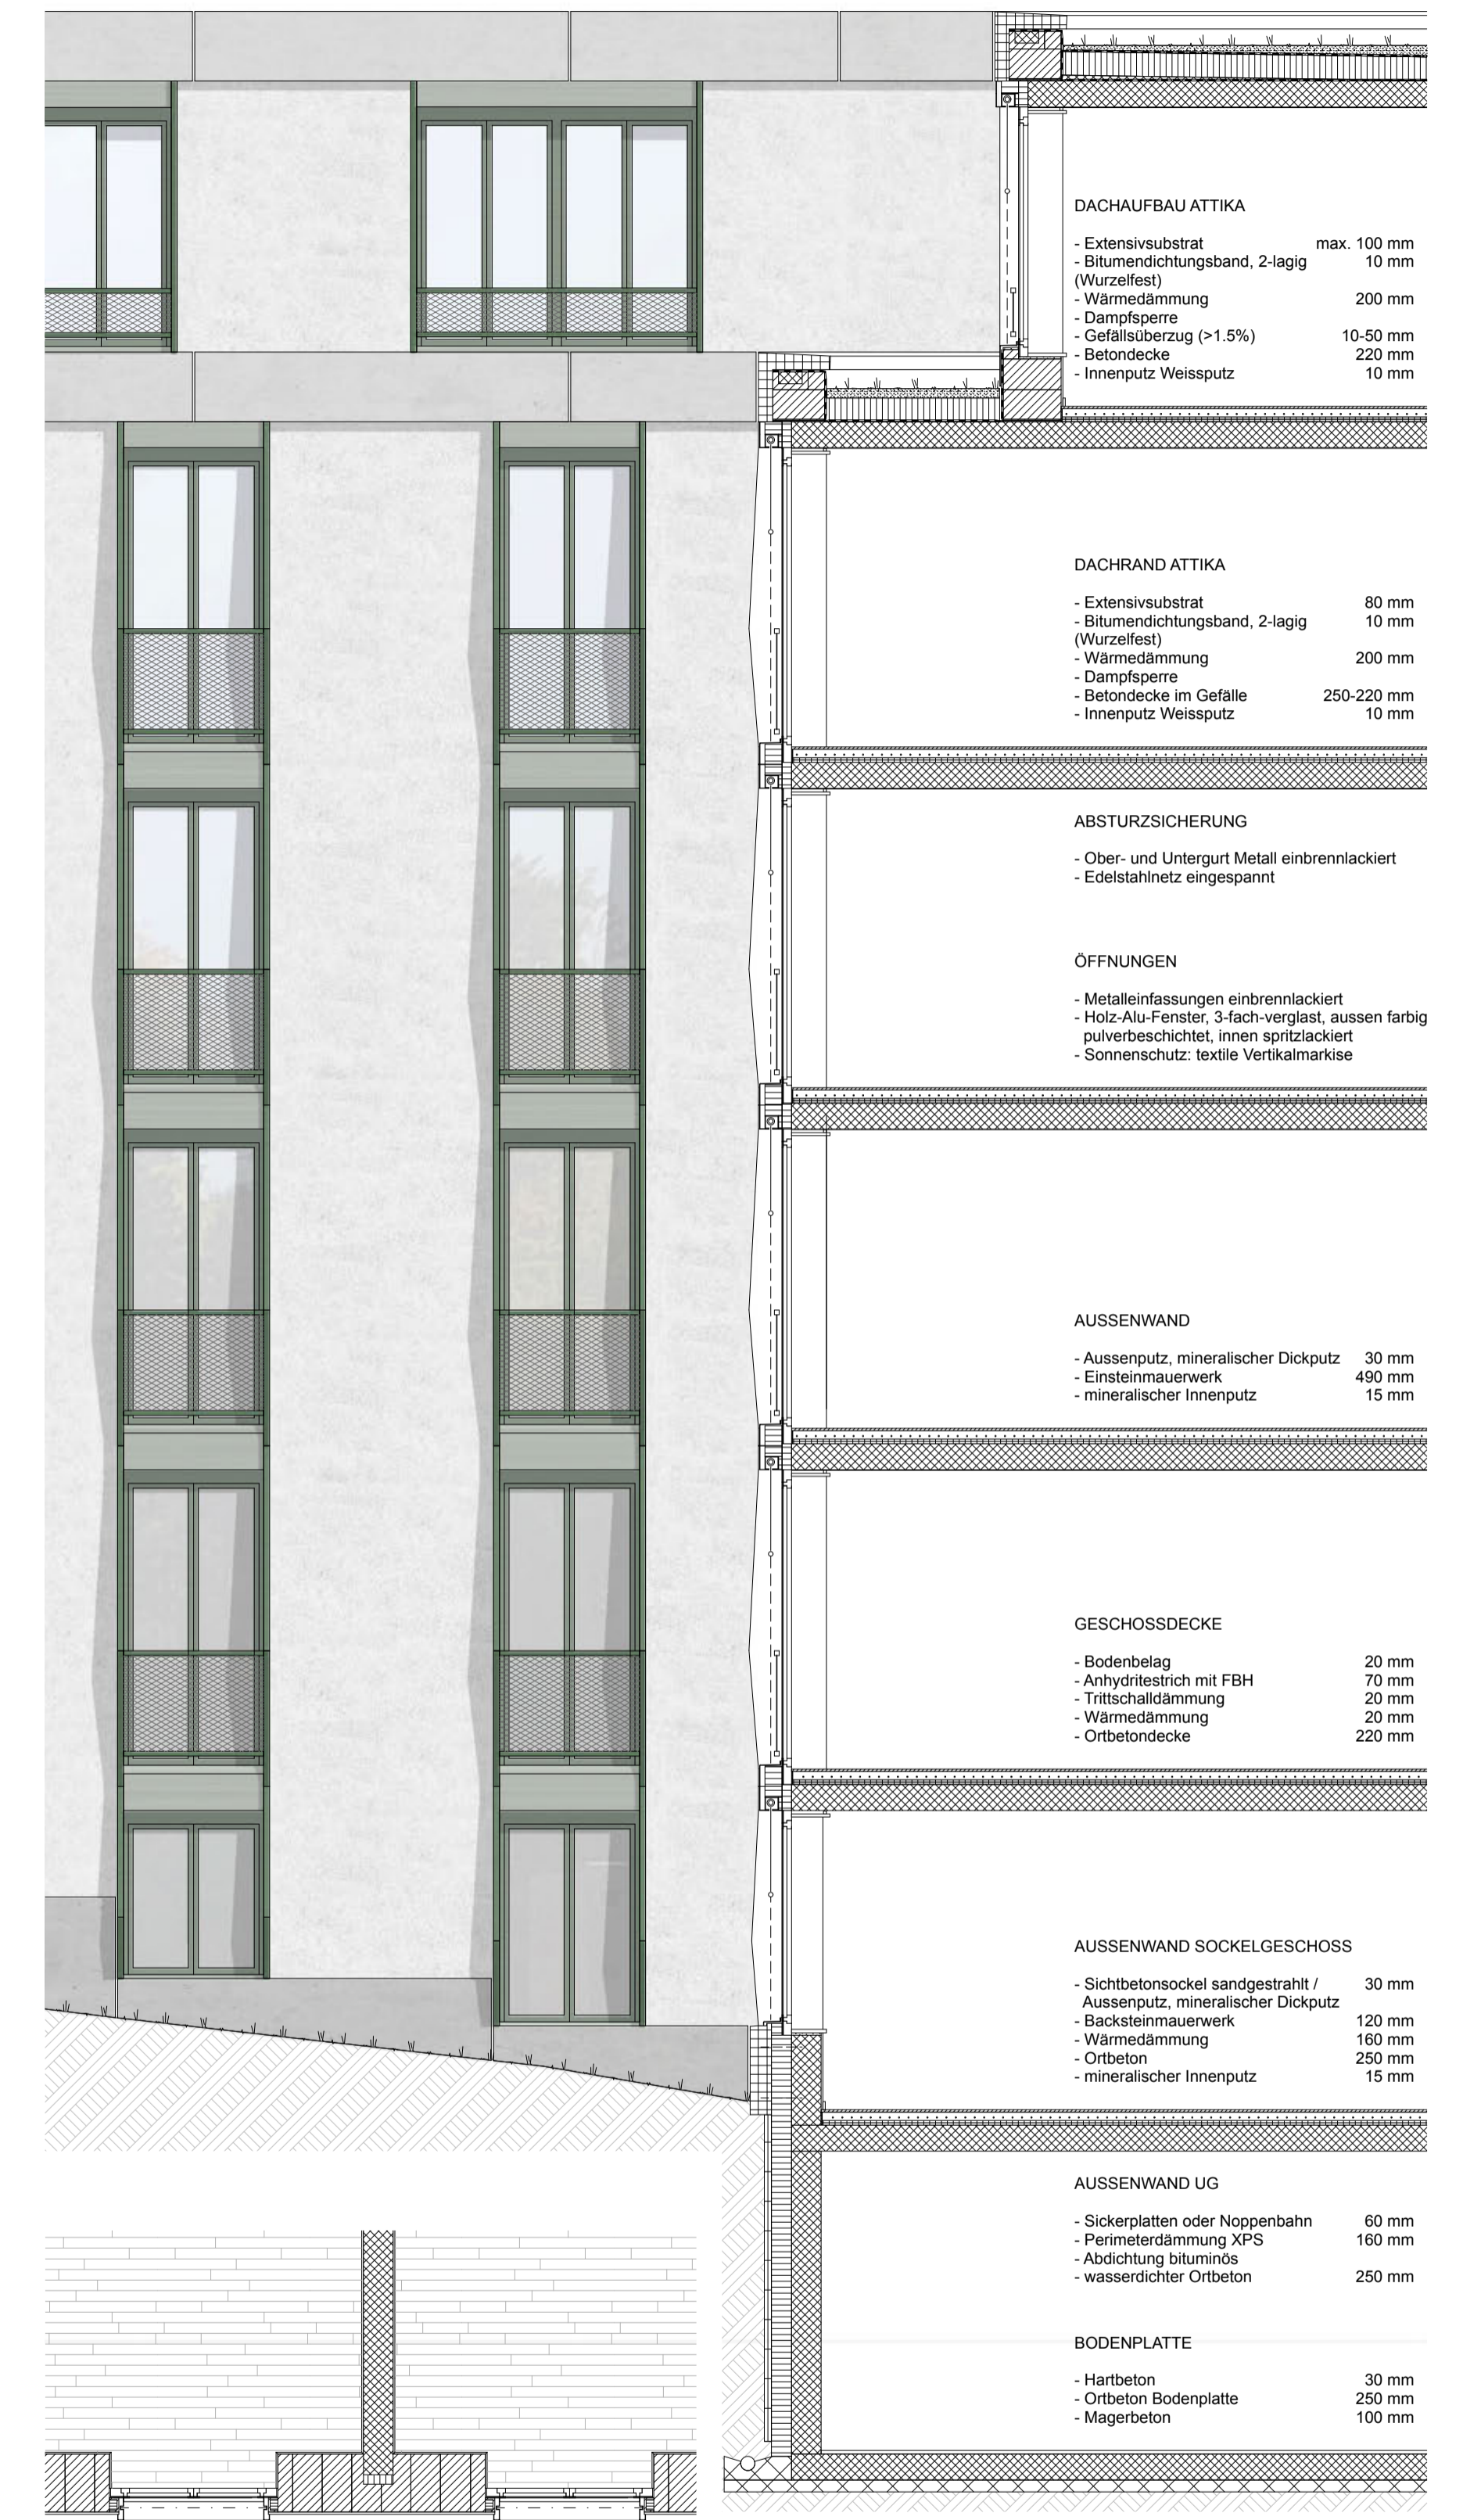 DACHAUFBAU ATTIKA
- Extensivsubstrat max. 100 mm
- Bitumendichtungsband, 2-lagig 10 mm
(Wurzelfest)
- Wärmedämmung 200 mm
- Dampfsperre
- Gefällsüberzug (>1.5%) 10-50 mm
- Betondecke 220 mm
- Innenputz Weissputz 10 mm
DACHRAND ATTIKA
- Extensivsubstrat 80 mm
- Bitumendichtungsband, 2-lagig 10 mm
(Wurzelfest)
- Wärmedämmung 200 mm
- Dampfsperre
- Betondecke im Gefälle 250-220 mm
- Innenputz Weissputz 10 mm
ABSTURZSICHERUNG
- Ober- und Untergurt Metall einbrennlackiert
- Edelstahlnetz eingespannt
ÖFFNUNGEN
- Metalleinfassungen einbrennlackiert
- Holz-Alu-Fenster, 3-fach-verglast, aussen farbig
pulverbeschichtet, innen spritzlackiert
- Sonnenschutz: textile Vertikalmarkise
AUSSENWAND
- Aussenputz, mineralischer Dickputz 30 mm
- Einsteinmauerwerk 490 mm
- mineralischer Innenputz 15 mm
GESCHOSSDECKE
- Bodenbelag 20 mm
- Anhydritestrich mit FBH 70 mm
- Trittschalldämmung 20 mm
- Wärmedämmung 20 mm
- Ortbetondecke 220 mm
AUSSENWAND SOCKELGESCHOSS
- Sichtbetonsockel sandgestrahlt / 30 mm
Aussenputz, mineralischer Dickputz
- Backsteinmauerwerk 120 mm
- Wärmedämmung 160 mm
- Ortbeton 250 mm
- mineralischer Innenputz 15 mm
AUSSENWAND UG
- Sickerplatten oder Noppenbahn 60 mm
- Perimeterdämmung XPS 160 mm
- Abdichtung bituminös
- wasserdichter Ortbeton 250 mm
BODENPLATTE
- Hartbeton 30 mm
- Ortbeton Bodenplatte 250 mm
- Magerbeton 100 mm